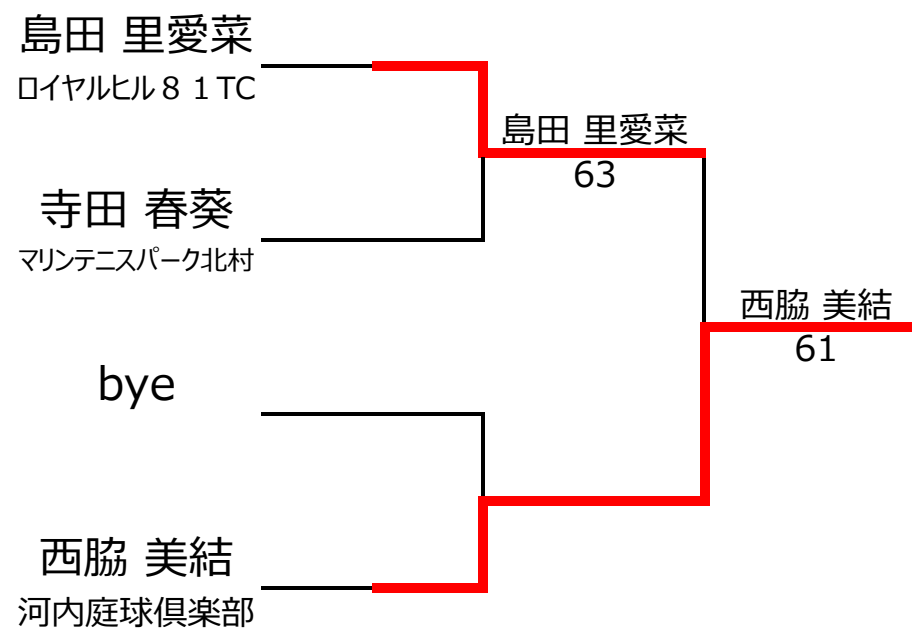 島田 里愛菜
ロイヤルヒル８１TC
島田 里愛菜
63
寺田 春葵
マリンテニスパーク北村
西脇 美結
61
bye
西脇 美結
河内庭球倶楽部